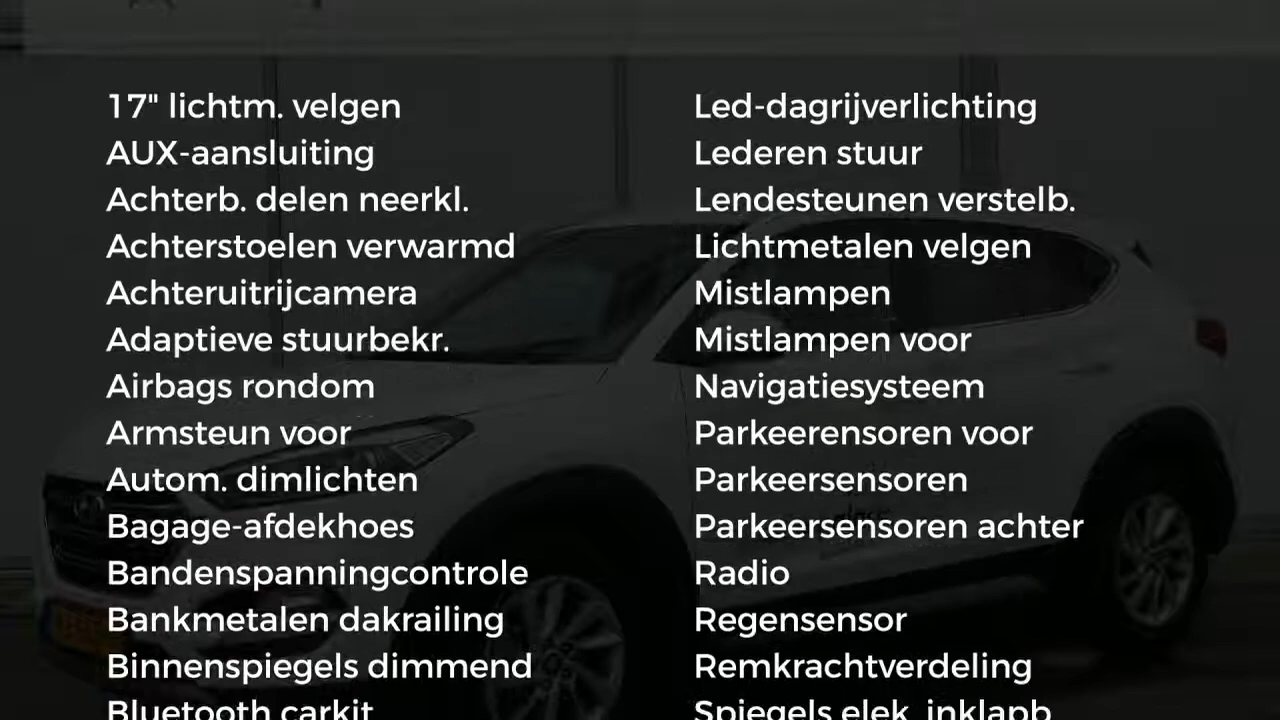 17" lichtm. velgen
AUX-aansluiting
Achterb. delen neerkl.
Achterstoelen verwarmd
Achteruitrijcamera
Adaptieve stuurbekr.
Airbags rondom
Armsteun voor
Autom. dimlichten
Bagage-afdekhoes
Bandenspanningcontrole
Bankmetalen dakrailing
Binnenspiegels dimmend
Bluetooth carkit
Led-dagrijverlichting
Lederen stuur
Lendesteunen verstelb.
Lichtmetalen velgen
Mistlampen
Mistlampen voor
Navigatiesysteem
Parkeerensoren voor
Parkeersensoren
Parkeersensoren achter
Radio
Regensensor
Remkrachtverdeling
Spiegels elek. inklapb.